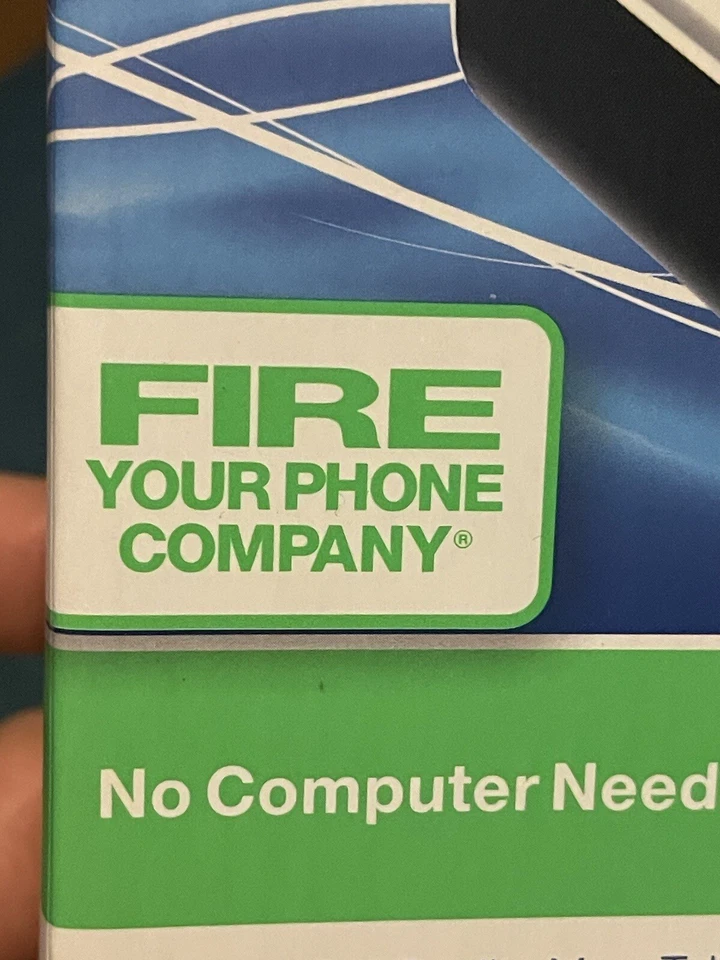 FIRE
YOUR PHONE
COMPANY®
No Computer Need